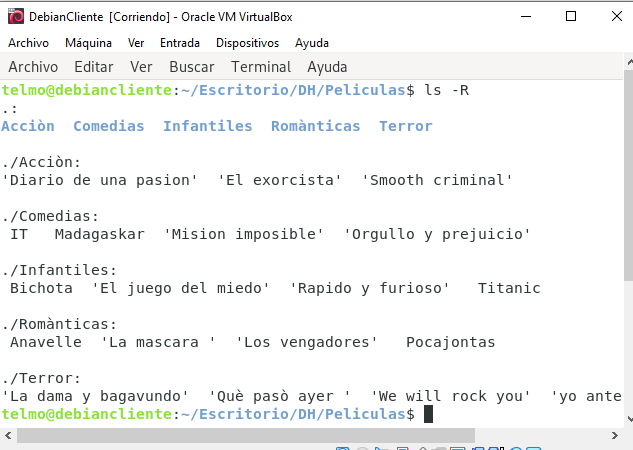 DebianCliente [Corriendo] - Oracle VM VirtualBox
Archivo Máquina Ver Entrada Dispositivos Ayuda
Archivo Editar Ver Buscar Terminal Ayuda
telmo@debiancliente:~/Escritorio/DH/Peliculas$ ls -R
.:
Acciòn  Comedias  Infantiles  Romànticas  Terror
./Acciòn:
'Diario de una pasion'  'El exorcista'  'Smooth criminal'
./Comedias:
 IT   Madagaskar  'Mision imposible'  'Orgullo y prejuicio'
./Infantiles:
 Bichota  'El juego del miedo'  'Rapido y furioso'   Titanic
./Romànticas:
 Anavelle  'La mascara '  'Los vengadores'   Pocajontas
./Terror:
'La dama y bagavundo'  'Què pasò ayer '  'We will rock you'  'yo ante
telmo@debiancliente:~/Escritorio/DH/Peliculas$